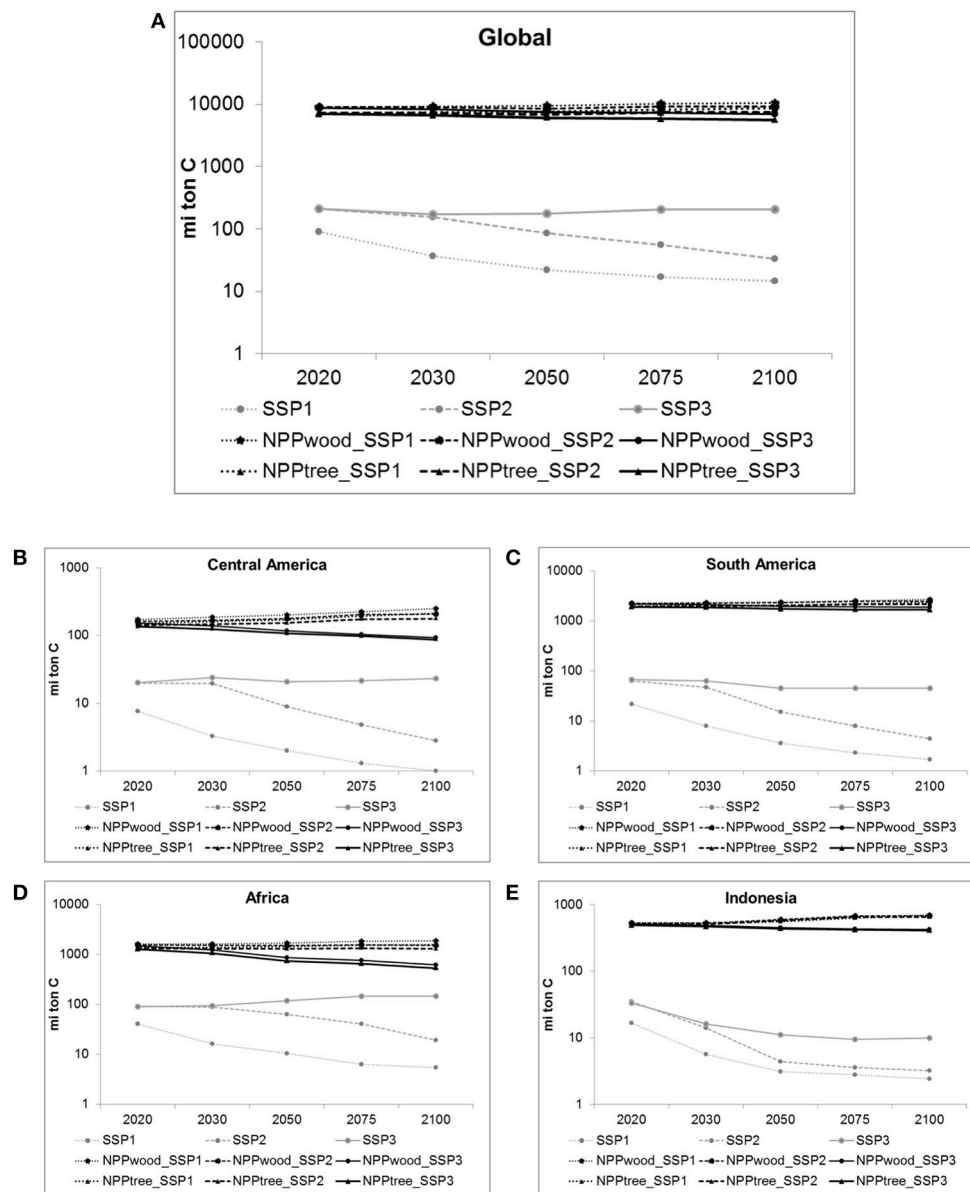 A
Global
mi ton C
100000
10000
1000
100
10
1
2020 2030 2050 2075 2100
SSP1 SSP2 SSP3
NPPwood_SSP1 NPPwood_SSP2 NPPwood_SSP3
NPPtree_SSP1 NPPtree_SSP2 NPPtree_SSP3
B
Central America
mi ton C
1000
100
10
1
2020 2030 2050 2075 2100
SSP1 SSP2 SSP3
NPPwood_SSP1 NPPwood_SSP2 NPPwood_SSP3
NPPtree_SSP1 NPPtree_SSP2 NPPtree_SSP3
C
South America
mi ton C
10000
1000
100
10
1
2020 2030 2050 2075 2100
SSP1 SSP2 SSP3
NPPwood_SSP1 NPPwood_SSP2 NPPwood_SSP3
NPPtree_SSP1 NPPtree_SSP2 NPPtree_SSP3
D
Africa
mi ton C
10000
1000
100
10
1
2020 2030 2050 2075 2100
SSP1 SSP2 SSP3
NPPwood_SSP1 NPPwood_SSP2 NPPwood_SSP3
NPPtree_SSP1 NPPtree_SSP2 NPPtree_SSP3
E
Indonesia
mi ton C
1000
100
10
1
2020 2030 2050 2075 2100
SSP1 SSP2 SSP3
NPPwood_SSP1 NPPwood_SSP2 NPPwood_SSP3
NPPtree_SSP1 NPPtree_SSP2 NPPtree_SSP3